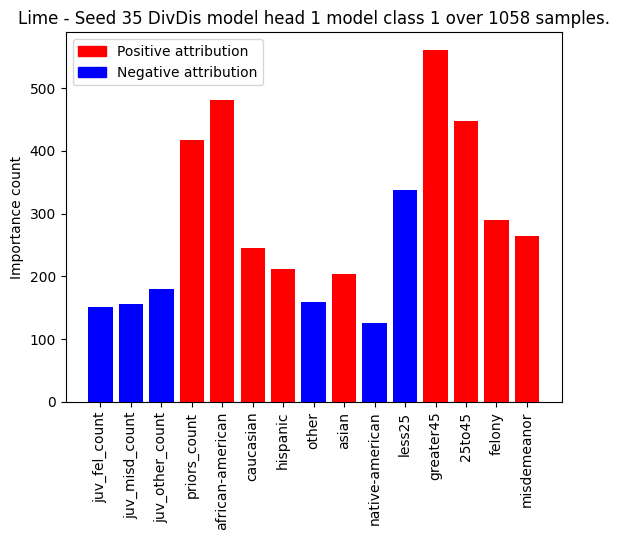 Lime - Seed 35 DivDis model head 1 model class 1 over 1058 samples.
Positive attribution
Negative attribution
Importance count
500
400
300
200
100
0
juv_fel_count
juv_misd_count
juv_other_count
priors_count
african-american
caucasian
hispanic
other
asian
native-american
less25
greater45
25to45
felony
misdemeanor